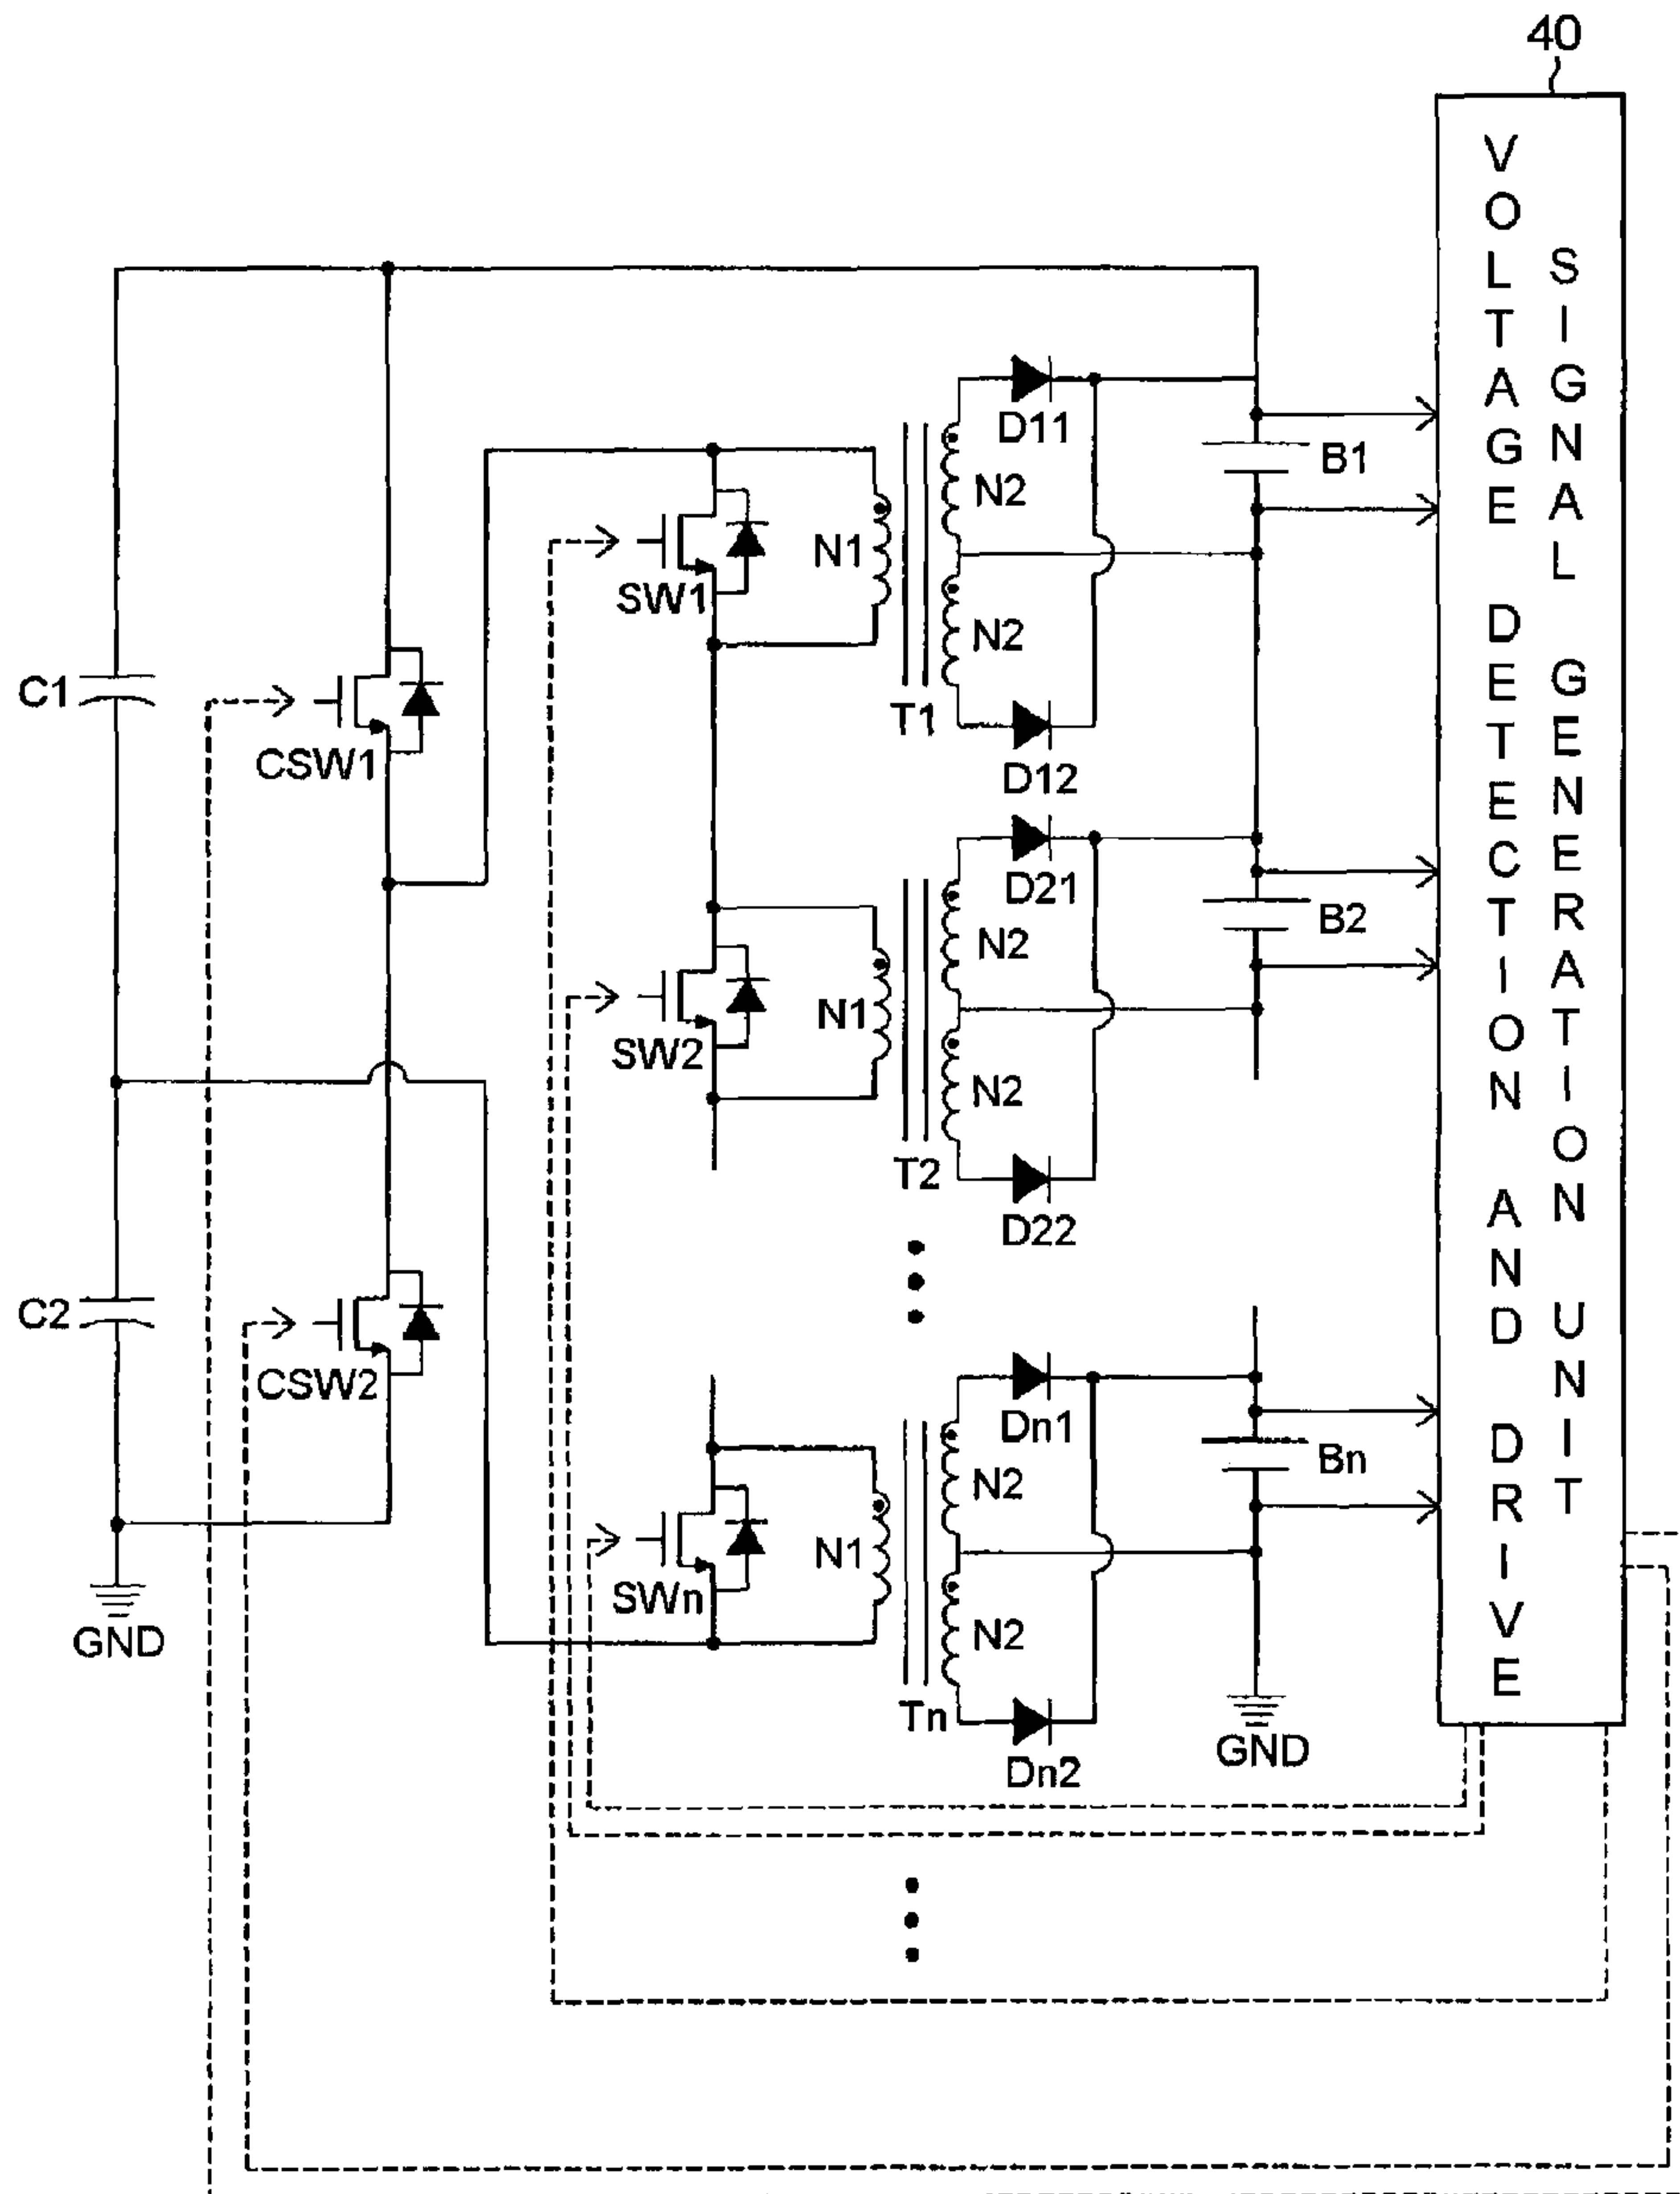 40
VOLTAGE DETECTION AND DRIVE
SIGNAL GENERATION UNIT
D11
B1
N2
N1
SW1
N2
C1
T1
CSW1
D12
D21
B2
N2
N1
SW2
N2
T2
D22
C2
CSW2
Dn1
Bn
N2
N1
SWn
N2
GND
Tn
GND
Dn2